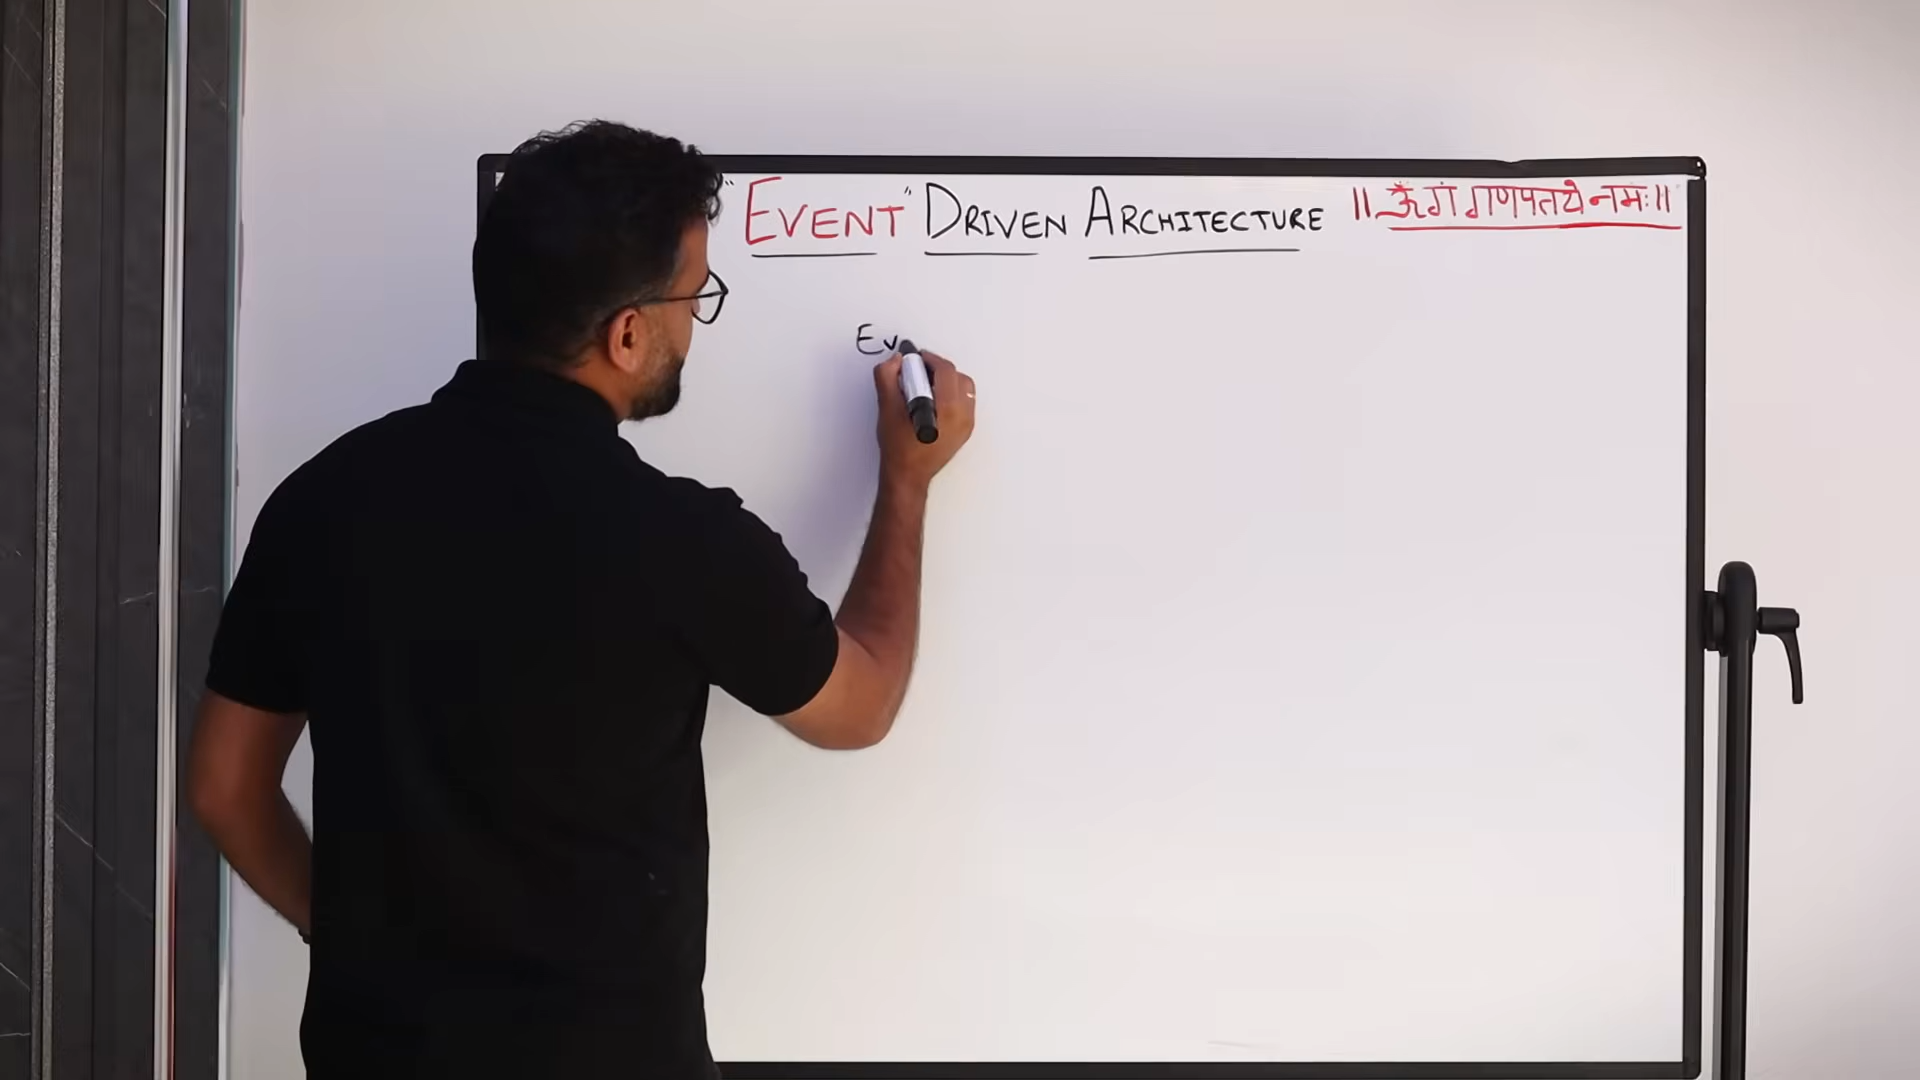 "EVENT" DRIVEN ARCHITECTURE
॥ ॐ गं गणपतये नमः ॥
Ev